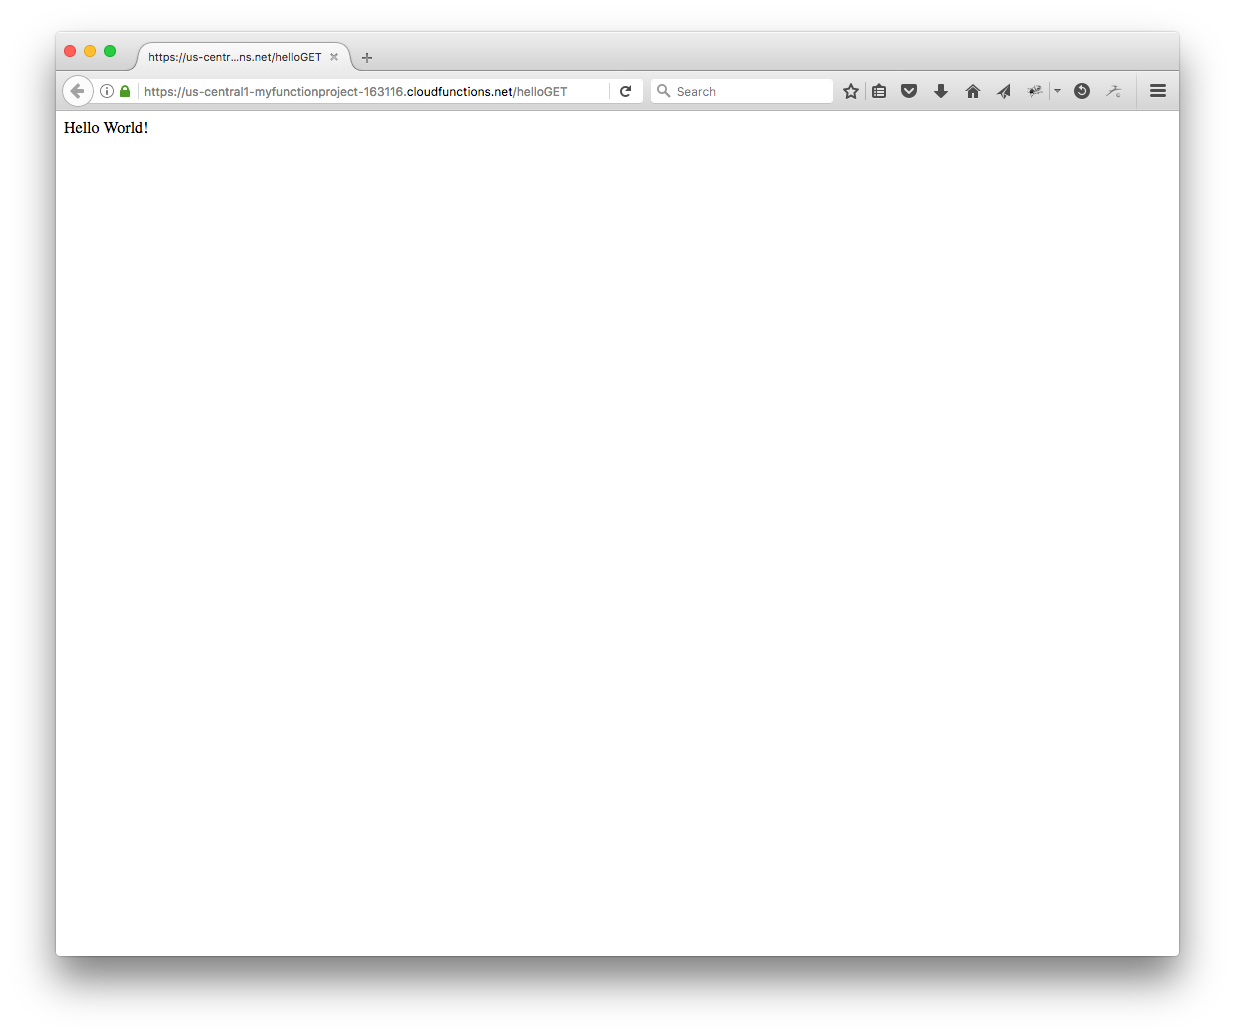 https://us-centr...ns.net/helloGET
https://us-central1-myfunctionproject-163116.cloudfunctions.net/helloGET
Search
Hello World!